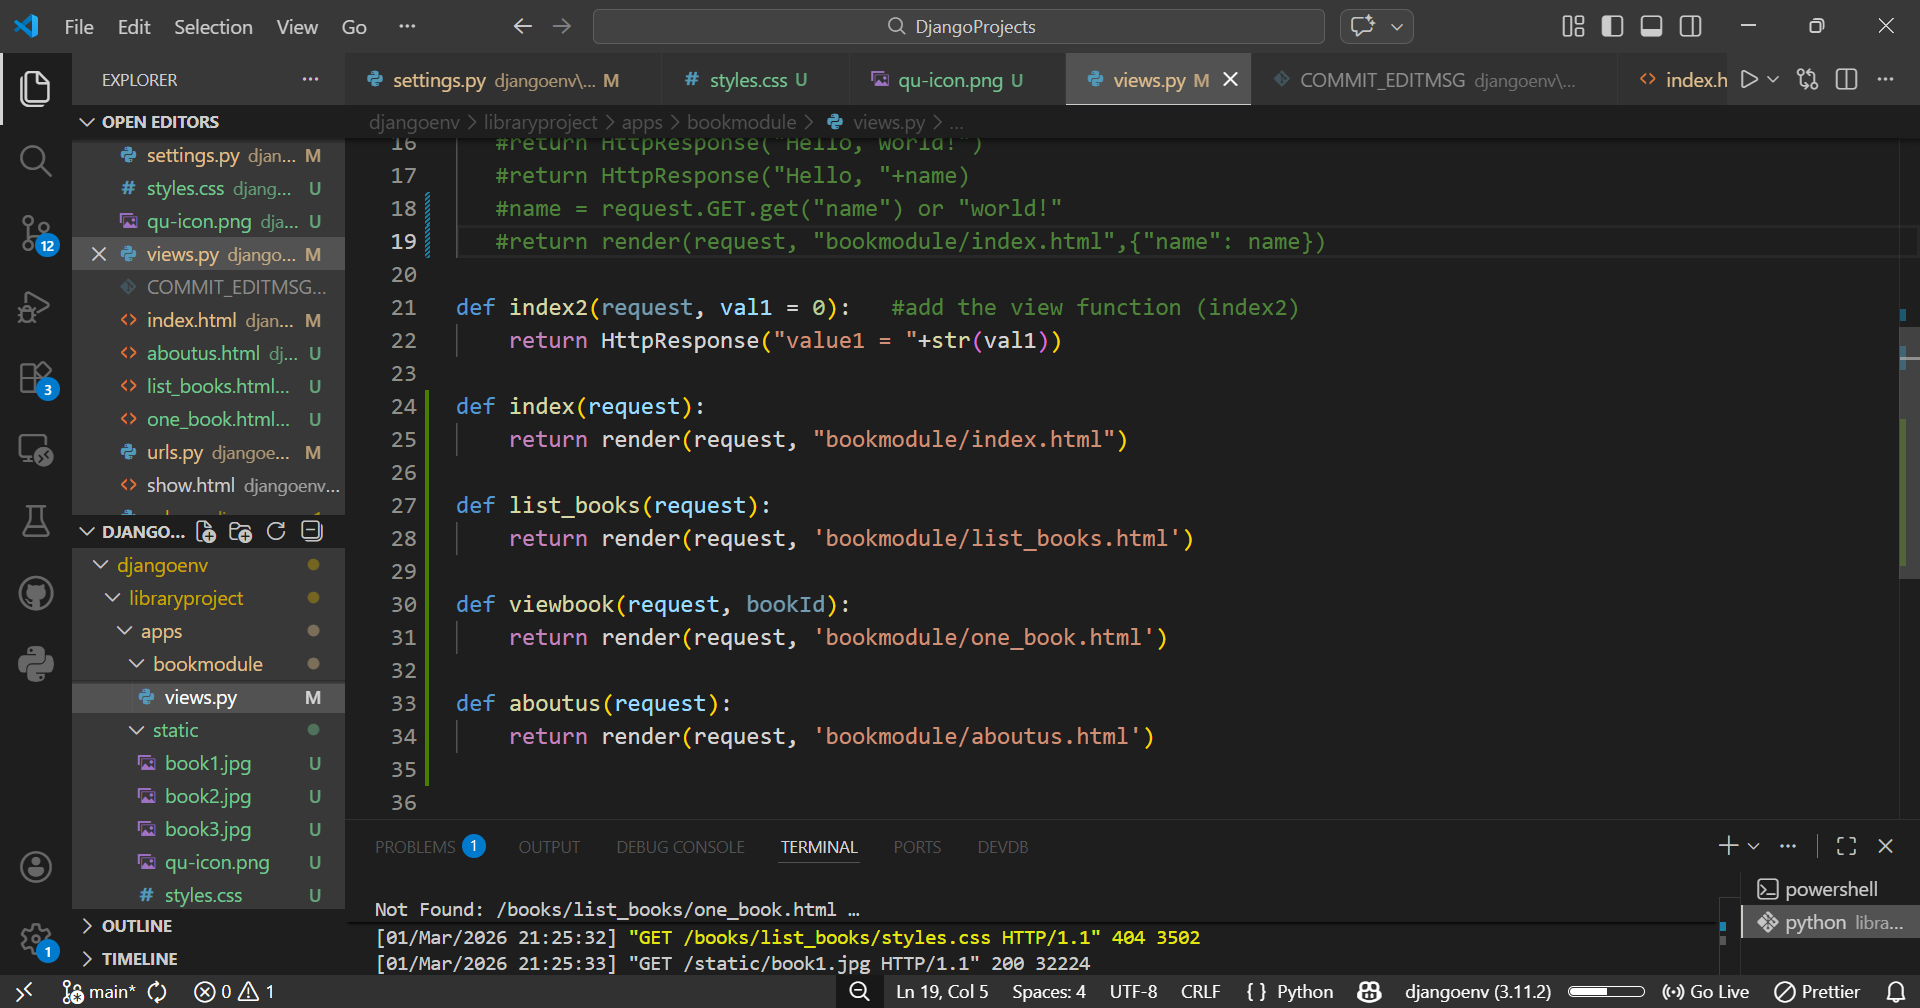 File Edit Selection View Go ···
DjangoProjects
EXPLORER ···
settings.py djangoenv\... M
# styles.css U
qu-icon.png U
views.py M
COMMIT_EDITMSG djangoenv\...
<> index.h
OPEN EDITORS
settings.py djan... M
# styles.css djang... U
qu-icon.png dja... U
views.py django... M
COMMIT_EDITMSG...
<> index.html djan... M
<> aboutus.html dj... U
<> list_books.html... U
<> one_book.html... U
urls.py djangoe... M
<> show.html djangoenv...
DJANGO...
djangoenv
libraryproject
apps
bookmodule
views.py M
static
book1.jpg U
book2.jpg U
book3.jpg U
qu-icon.png U
# styles.css U
OUTLINE
TIMELINE
12
3
1
djangoenv > libraryproject > apps > bookmodule > views.py > ...
16 #return HttpResponse("Hello, world!")
17 #return HttpResponse("Hello, "+name)
18 #name = request.GET.get("name") or "world!"
19 #return render(request, "bookmodule/index.html",{"name": name})
20
21 def index2(request, val1 = 0): #add the view function (index2)
22 return HttpResponse("value1 = "+str(val1))
23
24 def index(request):
25 return render(request, "bookmodule/index.html")
26
27 def list_books(request):
28 return render(request, 'bookmodule/list_books.html')
29
30 def viewbook(request, bookId):
31 return render(request, 'bookmodule/one_book.html')
32
33 def aboutus(request):
34 return render(request, 'bookmodule/aboutus.html')
35
36
PROBLEMS 1 OUTPUT DEBUG CONSOLE TERMINAL PORTS DEVDB
Not Found: /books/list_books/one_book.html …
[01/Mar/2026 21:25:32] "GET /books/list_books/styles.css HTTP/1.1" 404 3502
[01/Mar/2026 21:25:33] "GET /static/book1.jpg HTTP/1.1" 200 32224
powershell
python libra...
main* 0 1
Ln 19, Col 5 Spaces: 4 UTF-8 CRLF { } Python djangoenv (3.11.2) Go Live Prettier